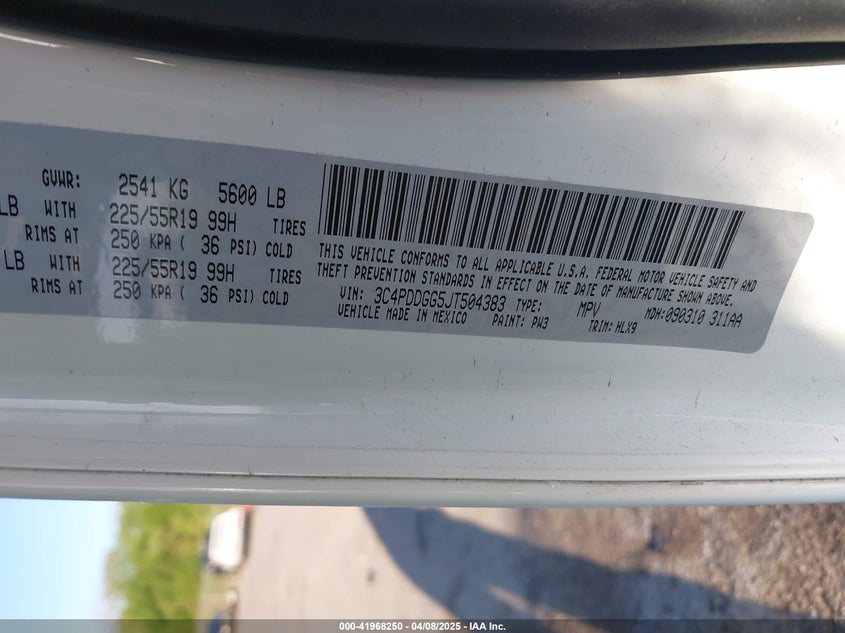 GVWR: 2541 KG 5600 LB
LB WITH 225/55R19 99H TIRES
RIMS AT 250 KPA ( 36 PSI) COLD
LB WITH 225/55R19 99H TIRES
RIMS AT 250 KPA ( 36 PSI) COLD
THIS VEHICLE CONFORMS TO ALL APPLICABLE U.S.A. FEDERAL MOTOR VEHICLE SAFETY AND
THEFT PREVENTION STANDARDS IN EFFECT ON THE DATE OF MANUFACTURE SHOWN ABOVE.
VIN: 3C4PDDGG5JT504383 TYPE: MPV MDH:090310 311AA
VEHICLE MADE IN MEXICO PAINT: PW3 TRIM: HLX9
000-41968250 - 04/08/2025 - IAA Inc.